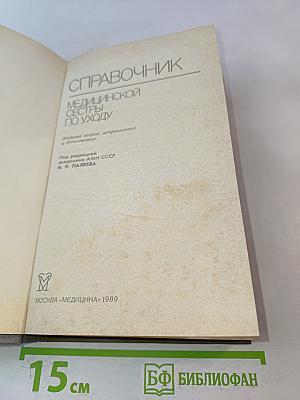 СПРАВОЧНИК
МЕДИЦИНСКОЙ
СЕСТРЫ
ПО УХОДУ
Издание второе, исправленное
и дополненное
Под редакцией
академика АМН СССР
Н. Р. ПАЛЕЕВА
МОСКВА «МЕДИЦИНА» 1989
15 см
БФ БИБЛИОФАН